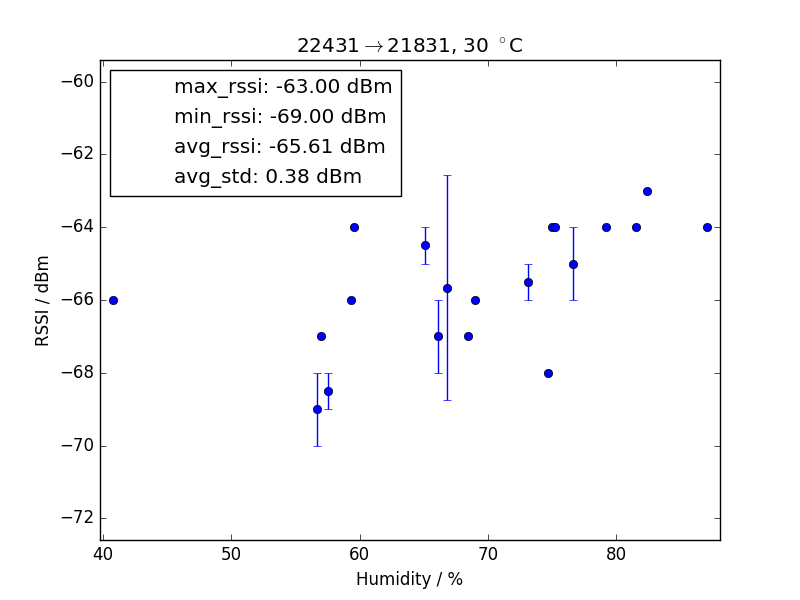 22431→21831, 30 °C
max_rssi: -63.00 dBm
min_rssi: -69.00 dBm
avg_rssi: -65.61 dBm
avg_std: 0.38 dBm
RSSI / dBm
−60
−62
−64
−66
−68
−70
−72
40 50 60 70 80
Humidity / %